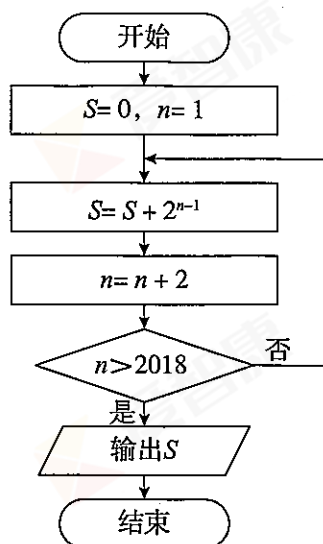 开始
S=0, n=1
S=S+2^{n-1}
n=n+2
n>2018
否
是
输出S
结束